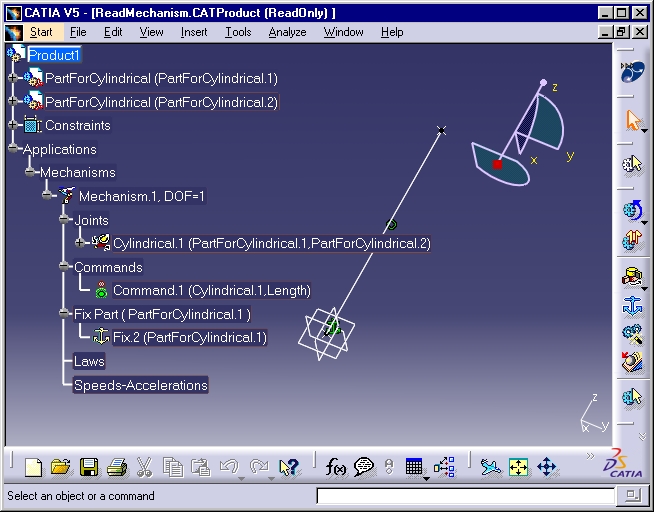 CATIA V5 - [ReadMechanism.CATProduct (ReadOnly) ]
Start File Edit View Insert Tools Analyze Window Help
Product1
PartForCylindrical (PartForCylindrical.1)
PartForCylindrical (PartForCylindrical.2)
Constraints
Applications
Mechanisms
Mechanism.1, DOF=1
Joints
Cylindrical.1 (PartForCylindrical.1,PartForCylindrical.2)
Commands
Command.1 (Cylindrical.1,Length)
Fix Part ( PartForCylindrical.1 )
Fix.2 (PartForCylindrical.1)
Laws
Speeds-Accelerations
z
x
y
z
x
y
f(x)
CATIA
Select an object or a command